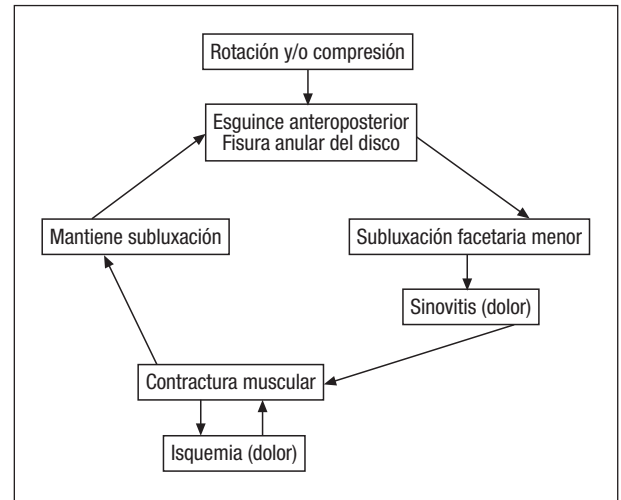 Rotación y/o compresión
Esguince anteroposterior
Fisura anular del disco
Mantiene subluxación
Subluxación facetaria menor
Sinovitis (dolor)
Contractura muscular
Isquemia (dolor)